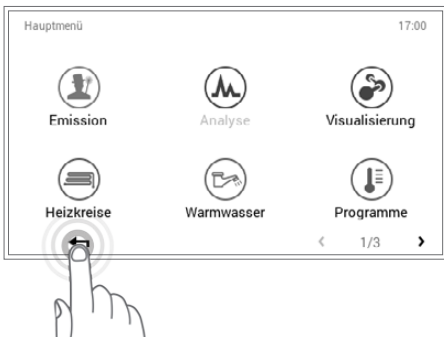 Hauptmenü 17:00
Emission Analyse Visualisierung
Heizkreise Warmwasser Programme
1/3